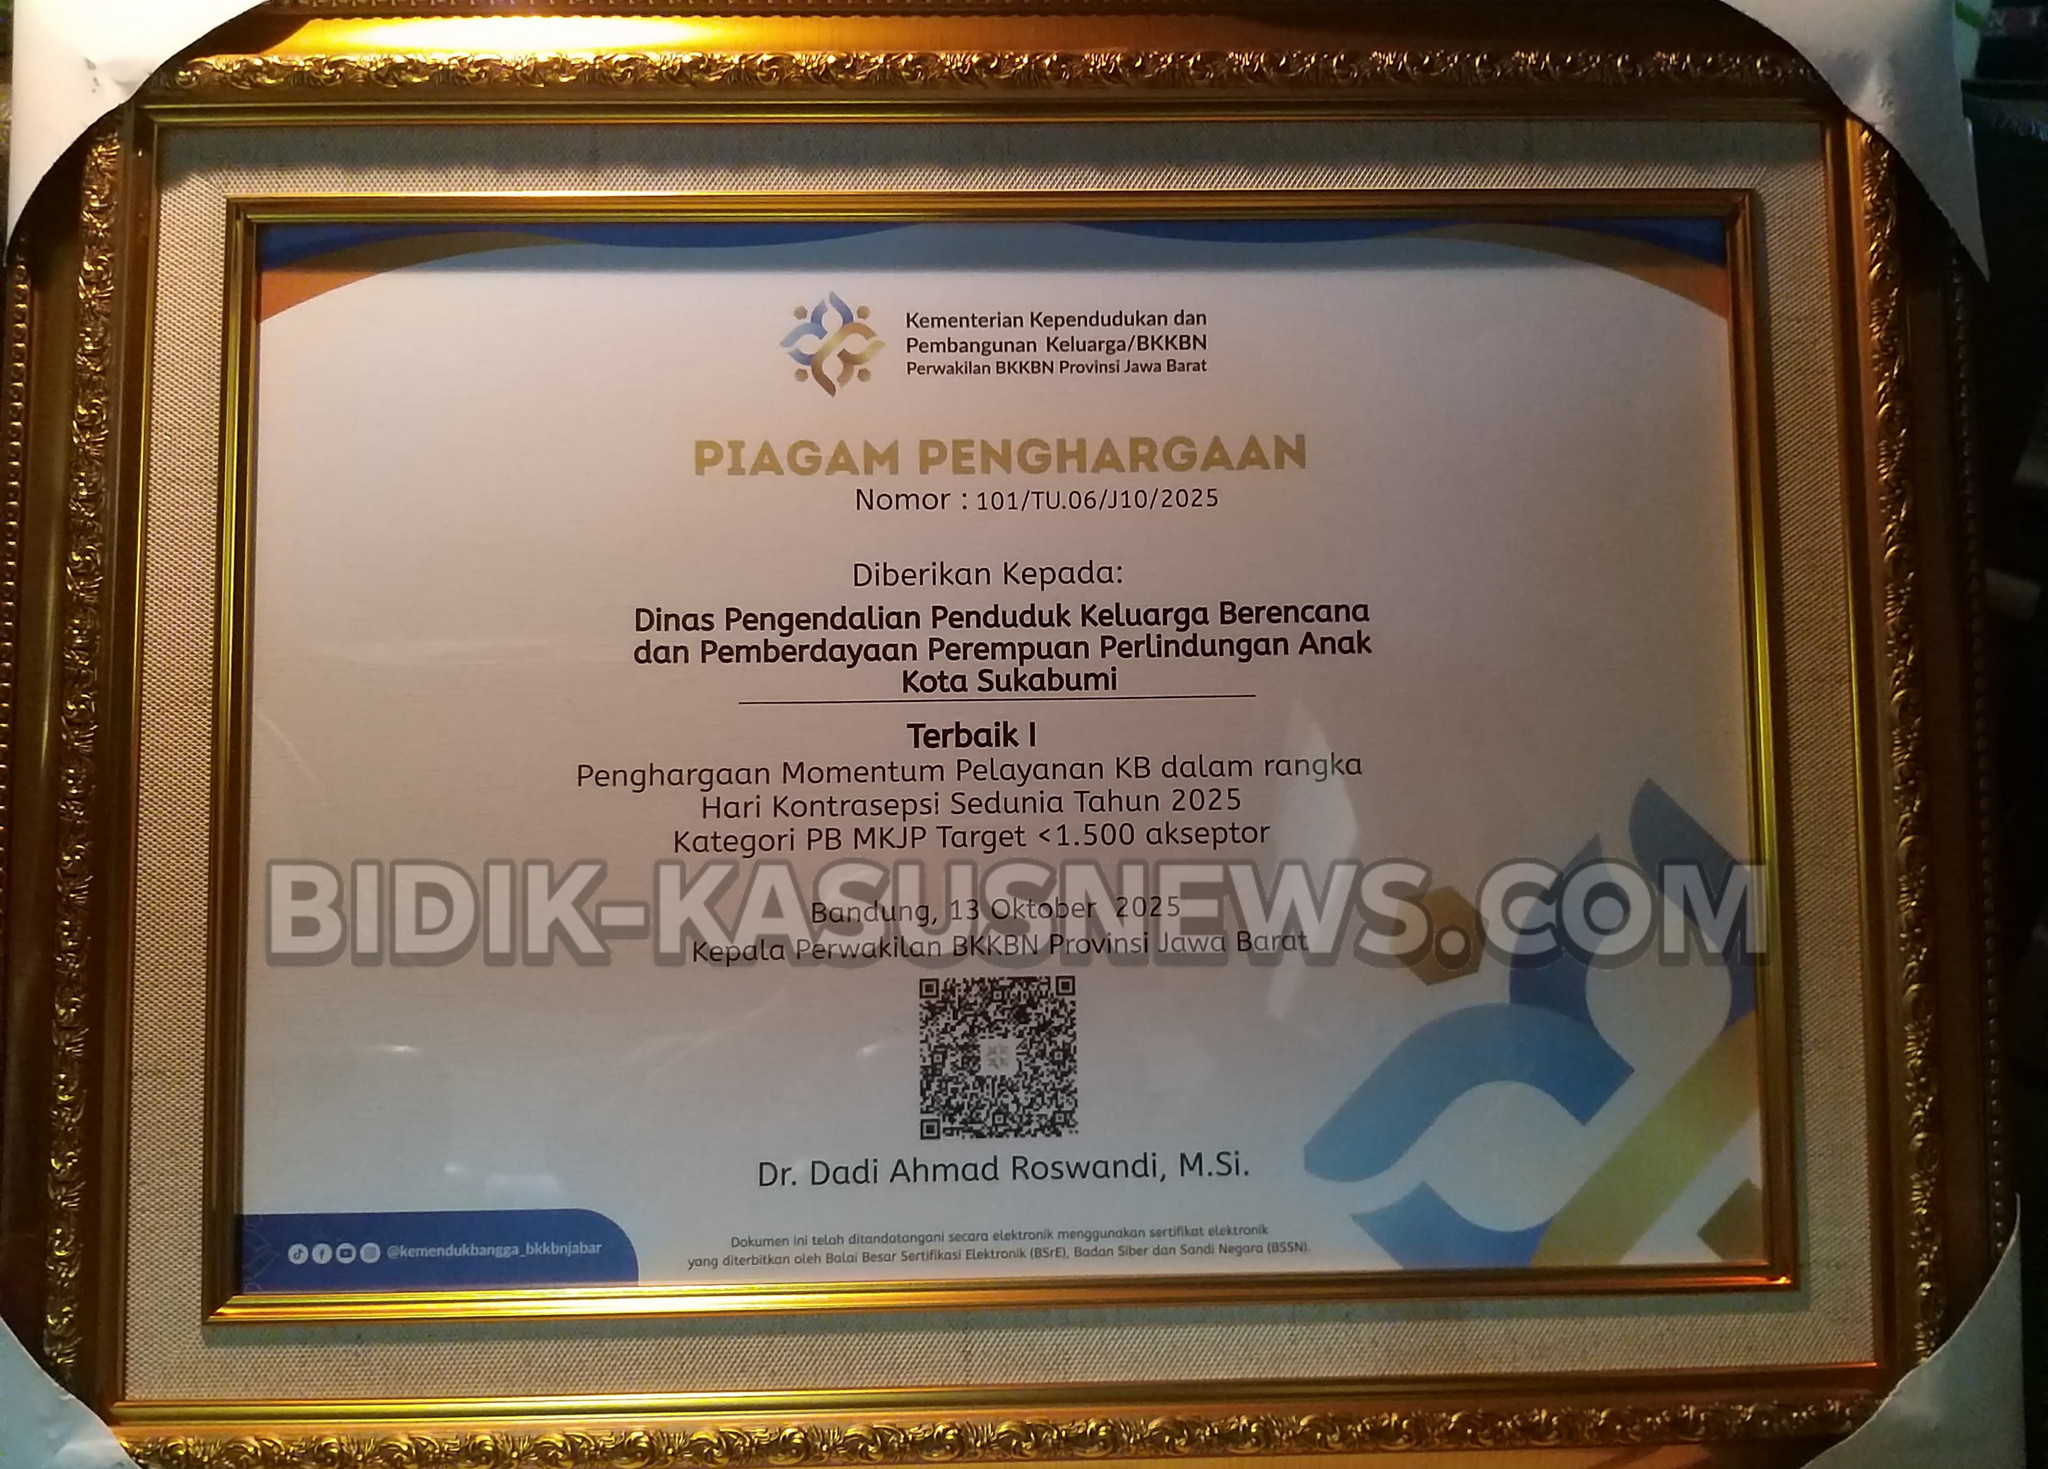 Kementerian Kependudukan dan
Pembangunan Keluarga/BKKBN
Perwakilan BKKBN Provinsi Jawa Barat
PIAGAM PENGHARGAAN
Nomor : 101/TU.06/J10/2025
Diberikan Kepada:
Dinas Pengendalian Penduduk Keluarga Berencana
dan Pemberdayaan Perempuan Perlindungan Anak
Kota Sukabumi
Terbaik I
Penghargaan Momentum Pelayanan KB dalam rangka
Hari Kontrasepsi Sedunia Tahun 2025
Kategori PB MKJP Target <1.500 akseptor
BIDIK-KASUSNEWS.COM
Bandung, 13 Oktober 2025
Kepala Perwakilan BKKBN Provinsi Jawa Barat
Dr. Dadi Ahmad Roswandi, M.Si.
Dokumen ini telah ditandatangani secara elektronik menggunakan sertifikat elektronik
yang diterbitkan oleh Balai Besar Sertifikasi Elektronik (BSrE), Badan Siber dan Sandi Negara (BSSN).
@kemendukbangga_bkkbnjabar